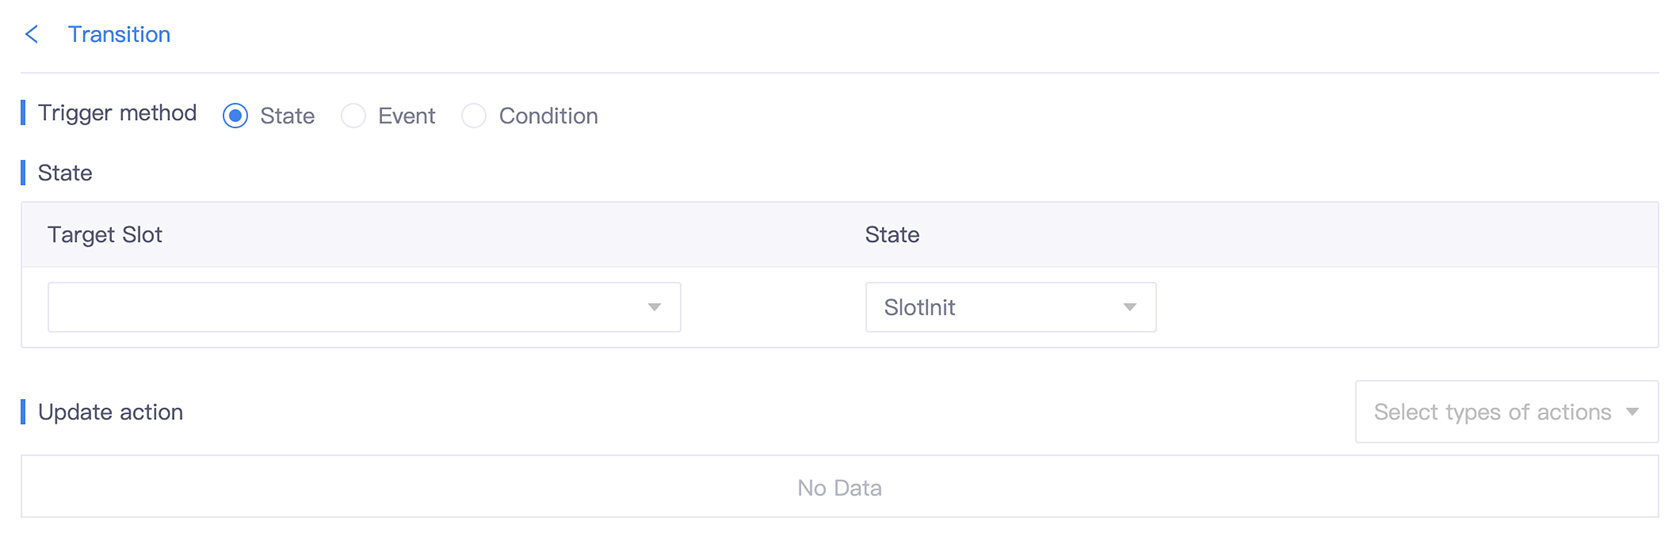 Transition
Trigger method State Event Condition
State
Target Slot State
SlotInit
Update action Select types of actions
No Data